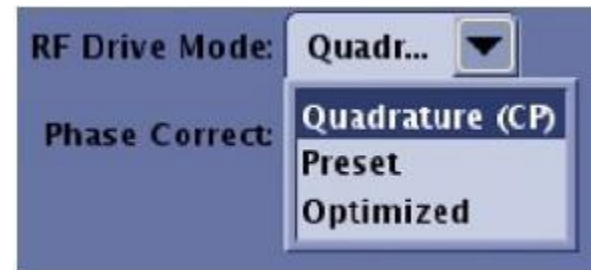 RF Drive Mode: Quadr...
Quadrature (CP)
Phase Correct:
Preset
Optimized